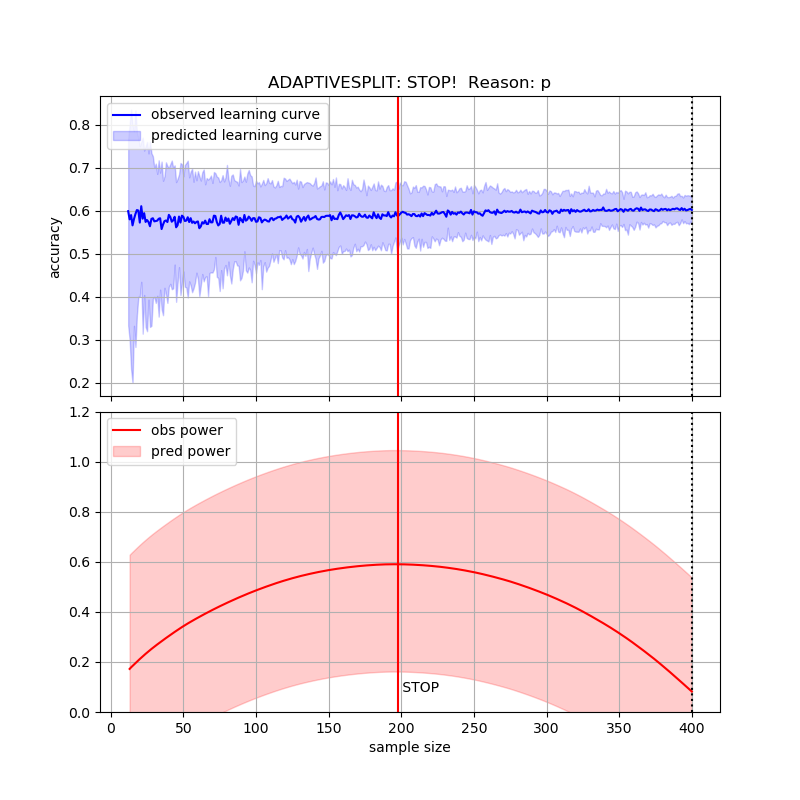 ADAPTIVESPLIT: STOP!  Reason: p
observed learning curve
predicted learning curve
accuracy
0.8
0.7
0.6
0.5
0.4
0.3
0.2
obs power
pred power
1.2
1.0
0.8
0.6
0.4
0.2
0.0
STOP
0 50 100 150 200 250 300 350 400
sample size